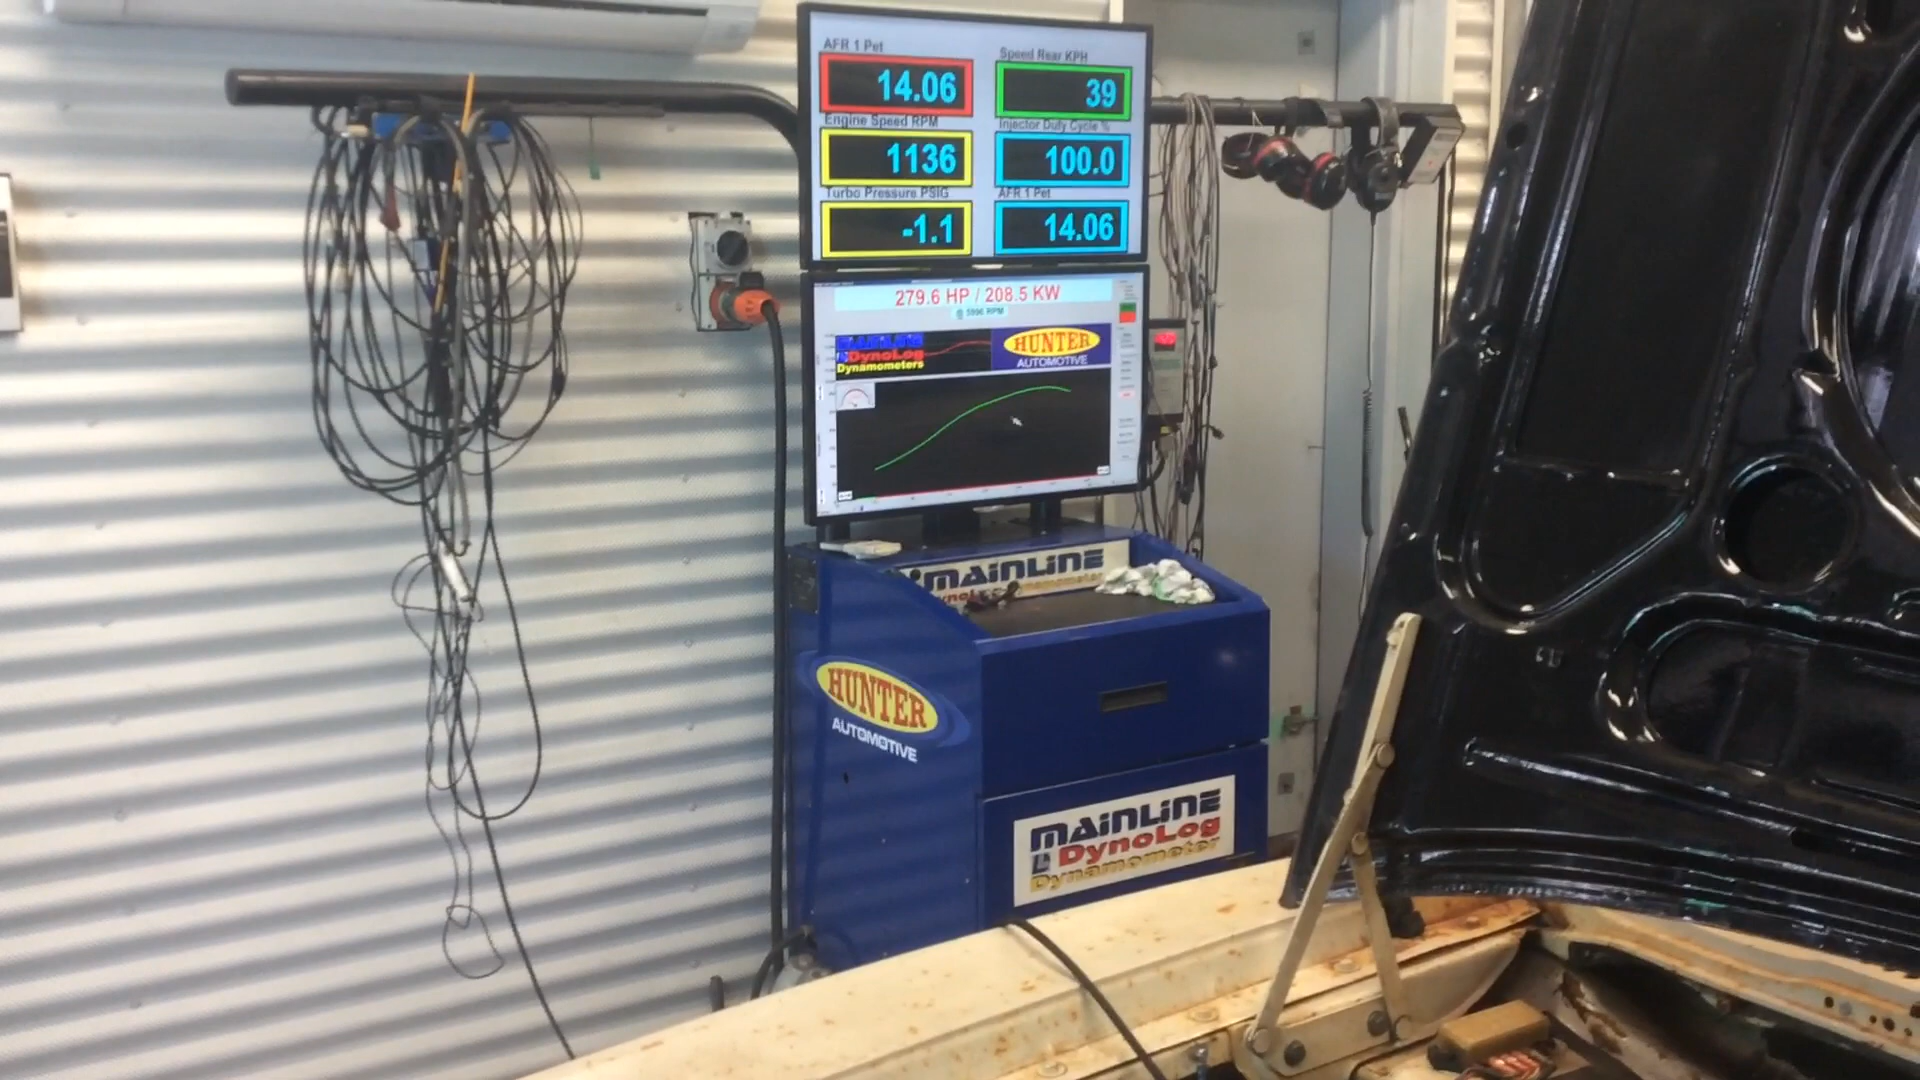 AFR 1 Pet
14.06
Speed Rear KPH
39
Engine Speed RPM
1136
Injector Duty Cycle %
100.0
Turbo Pressure PSIG
-1.1
AFR 1 Pet
14.06
279.6 HP / 208.5 KW
MAINLINE
DynoLog
Dynamometers
HUNTER
AUTOMOTIVE
MAINLINE
HUNTER
AUTOMOTIVE
MAINLINE
DynoLog
Dynamometer